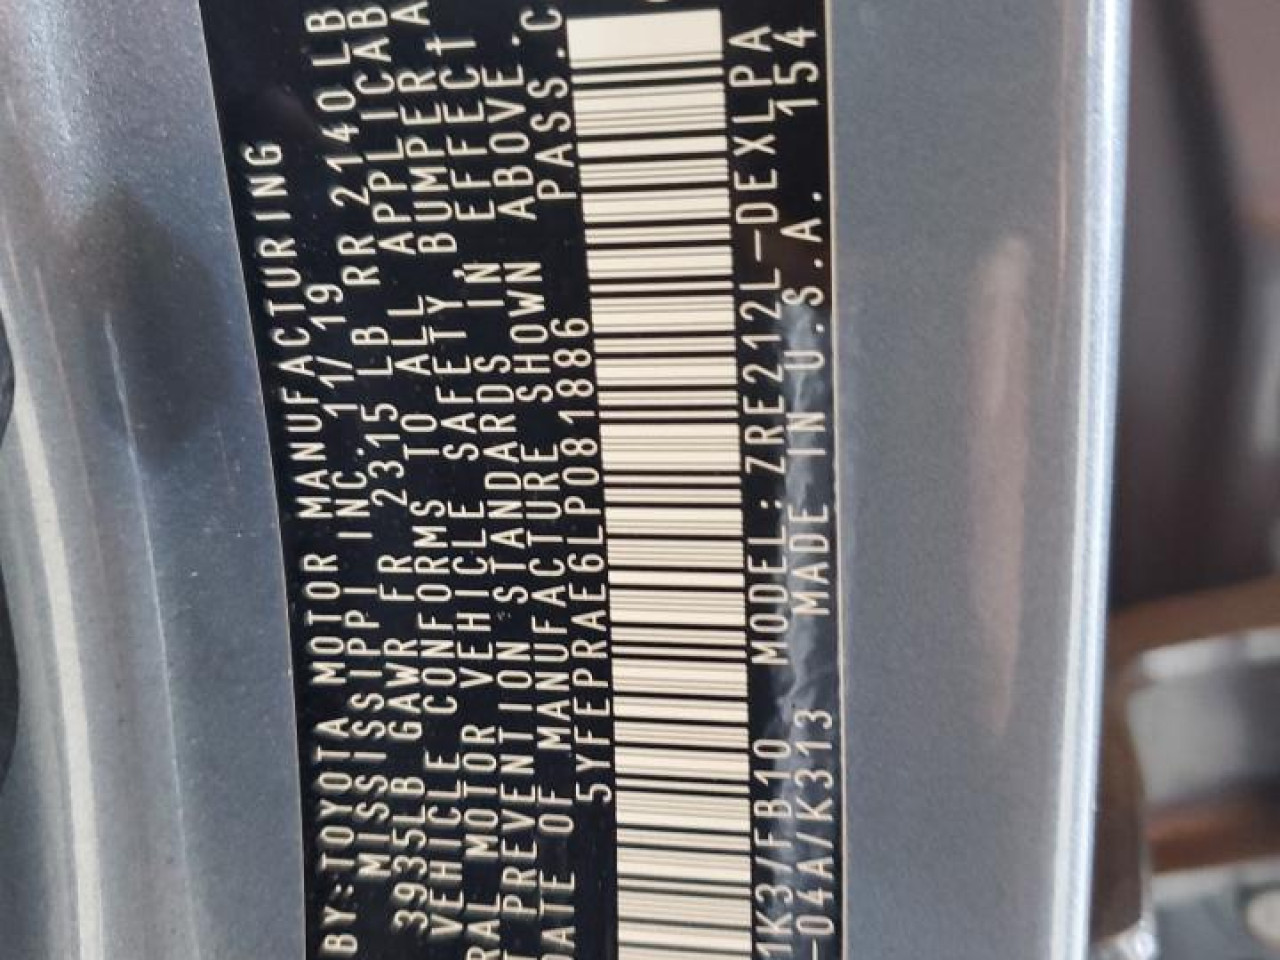 BY:TOYOTA MOTOR MANUFACTURING
MISSISSIPPI INC. 11/19
3935LB GAWR FR 2315 LB RR 2140LB
VEHICLE CONFORMS TO ALL APPLICAB
RAL MOTOR VEHICLE SAFETY, BUMPER A
T PREVENTION STANDARDS IN EFFECT
DATE OF MANUFACTURE SHOWN ABOVE.
5YFEPRAE6LP081886 PASS.C
1K3/FB10 MODEL:ZRE212L-DEXLPA
-04A/K313 MADE IN U.S.A. 154